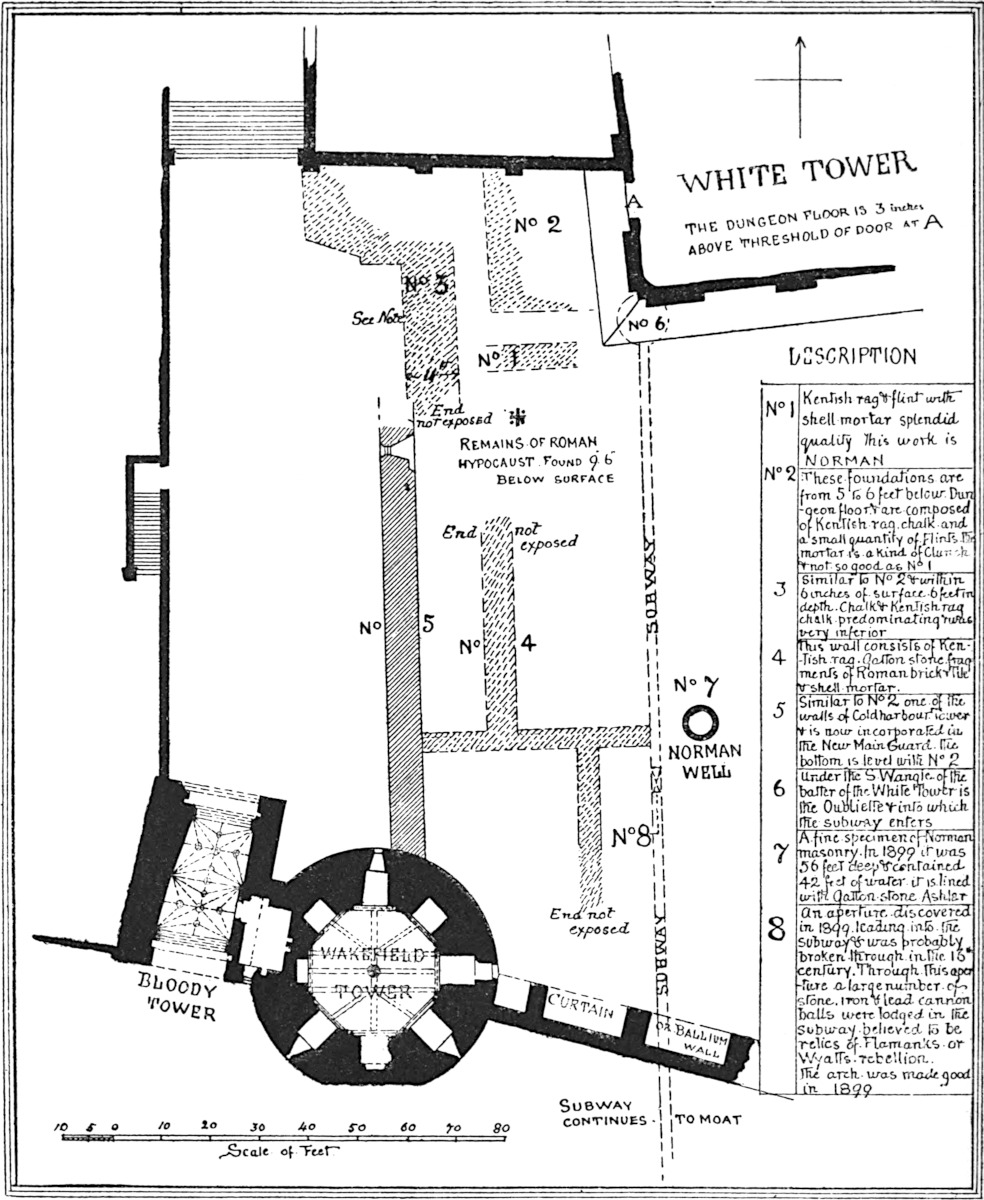 WHITE TOWER
THE DUNGEON FLOOR IS 3 inches
ABOVE THRESHOLD OF DOOR AT A
A
No 2
No 3
See Note
4"
No 1
No 6
End
not exposed
REMAINS OF ROMAN
HYPOCAUST. FOUND 9' 6"
BELOW SURFACE
End not
exposed
No 5
No 4
SUBWAY
No 7
NORMAN
WELL
No 8
End not
exposed
SUBWAY
BLOODY
TOWER
WAKEFIELD
TOWER
CURTAIN
OR BALLIUM
WALL
SUBWAY
CONTINUES
TO MOAT
10 5 0 10 20 30 40 50 60 70 80
Scale of Feet
DESCRIPTION
No 1
Kentish rag & flint with
shell mortar splendid
quality This work is
NORMAN
No 2
These foundations are
from 5 to 6 feet below Dun
-geon floor & are composed
of Kentish rag, chalk and
a small quantity of flints. The
mortar is a kind of Clunch
& not so good as No 1
3
Similar to No 2 & within
6 inches of surface 6 feet in
depth. Chalk & Kentish rag
chalk predominating & was
very inferior
4
This wall consists of Ken-
-tish rag. Gatton stone, frag
ments of Roman brick & tile
& shell mortar.
5
Similar to No 2 one of the
walls of Coldharbour Tower
& is now incorporated in
the New Main Guard. the
bottom is level with No 2
6
Under the S. W angle of the
batter of the White Tower is
the Oubliette & into which
the subway enters
7
A fine specimen of Norman
masonry. In 1899 it was
56 feet deep & contained
42 feet of water. it is lined
with Gatton stone Ashlar
8
An aperture discovered
in 1899, leading into the
subway & was probably
broken through in the 16th
century. Through this aper
-ture a large number of
stone, iron & lead cannon
balls were lodged in the
subway believed to be
relics of Flamanks or
Wyatts rebellion.
The arch was made good
in 1899